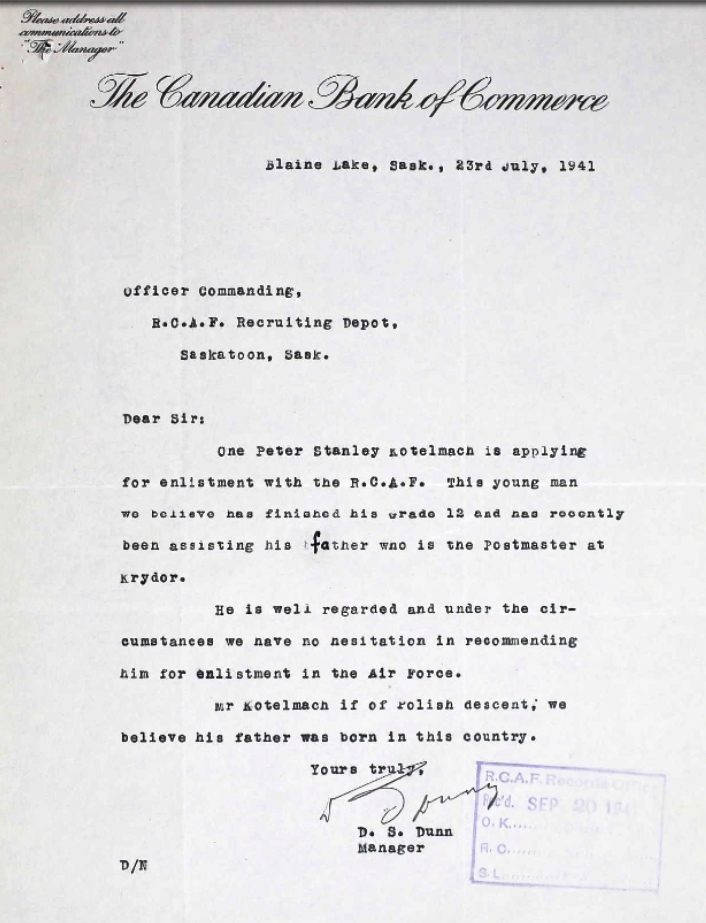 Please address all
communications to
"The Manager"
The Canadian Bank of Commerce
Blaine Lake, Sask., 23rd July, 1941
Officer Commanding,
R.C.A.F. Recruiting Depot,
Saskatoon, Sask.
Dear Sir:
One Peter Stanley Kotelmach is applying
for enlistment with the R.C.A.F. This young man
we believe has finished his grade 12 and has recently
been assisting his father who is the Postmaster at
Krydor.
He is well regarded and under the cir-
cumstances we have no hesitation in recommending
him for enlistment in the Air Force.
Mr Kotelmach if of Polish descent, we
believe his father was born in this country.
Yours truly,
D. S. Dunn
Manager
D/N
R.C.A.F. Records Office
Rec'd. SEP 20 194
O.K.
R.C.
S.L.